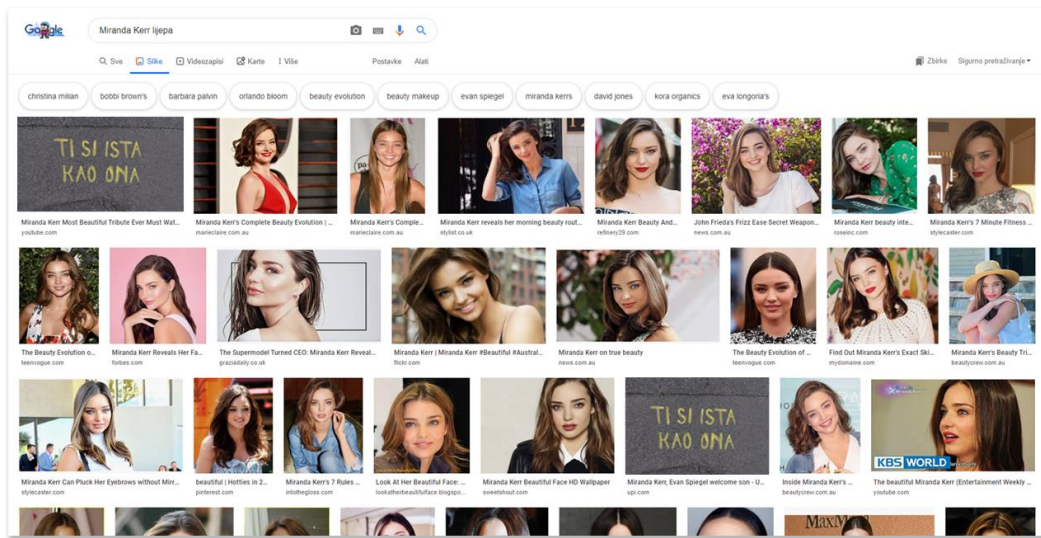 Google
Miranda Kerr lijepa
Sve
Slike
Videozapisi
Karte
Više
Postavke
Alati
Zbirke
Sigurno pretraživanje
christina milian
bobbi brown's
barbara palvin
orlando bloom
beauty evolution
beauty makeup
evan spiegel
miranda kerrs
david jones
kora organics
eva longoria's
TI SI ISTA
KAO ONA
Miranda Kerr Most Beautiful Tribute Ever Must Wat...
youtube.com
Miranda Kerr's Complete Beauty Evolution | ...
marieclaire.com.au
Miranda Kerr's Comple...
marieclaire.com.au
Miranda Kerr reveals her morning beauty rout...
stylist.co.uk
Miranda Kerr Beauty And...
refinery29.com
John Frieda's Frizz Ease Secret Weapon...
news.com.au
Miranda Kerr beauty inte...
roseinc.com
Miranda Kerr's 7 Minute Fitness ...
stylecaster.com
The Beauty Evolution o...
teenvogue.com
Miranda Kerr Reveals Her Fa...
forbes.com
The Supermodel Turned CEO: Miranda Kerr Reveal...
graziadaily.co.uk
Miranda Kerr | Miranda Kerr #Beautiful #Austral...
flickr.com
Miranda Kerr on true beauty
news.com.au
The Beauty Evolution of ...
teenvogue.com
Find Out Miranda Kerr's Exact Ski...
mydomaine.com
Miranda Kerr's Beauty Tri...
beautycrew.com.au
TI SI ISTA
KAO ONA
KBS WORLD
Miranda Kerr Can Pluck Her Eyebrows without Mirr...
stylecaster.com
beautiful | Hotties in 2...
pinterest.com
Miranda Kerr's 7 Rules ...
intothegloss.com
Look At Her Beautiful Face: ...
lookatherbeautifulface.blogspo...
Miranda Kerr Beautiful Face HD Wallpaper
sweetshout.com
Miranda Kerr, Evan Spiegel welcome son - U...
upi.com
Inside Miranda Kerr's ...
beautycrew.com.au
The beautiful Miranda Kerr (Entertainment Weekly ...
youtube.com